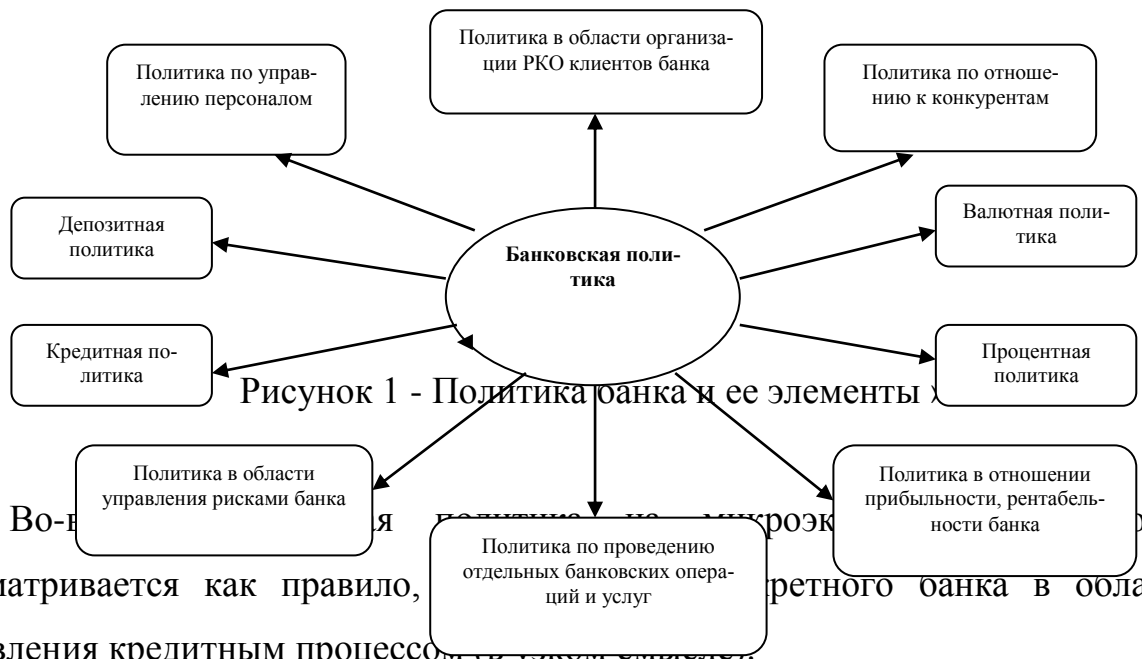 Политика в области организа-
ции РКО клиентов банка
Политика по управ-
лению персоналом
Политика по отноше-
нию к конкурентам
Депозитная
политика
Валютная поли-
тика
Банковская поли-
тика
Кредитная по-
литика
Процентная
политика
Рисунок 1 - Политика банка и ее элементы
Политика в области
управления рисками банка
Политика в отношении
прибыльности, рентабель-
ности банка
Политика по проведению
отдельных банковских опера-
ций и услуг
политика на
матривается как правило, кретного банка в обла
вления кредитным процессом